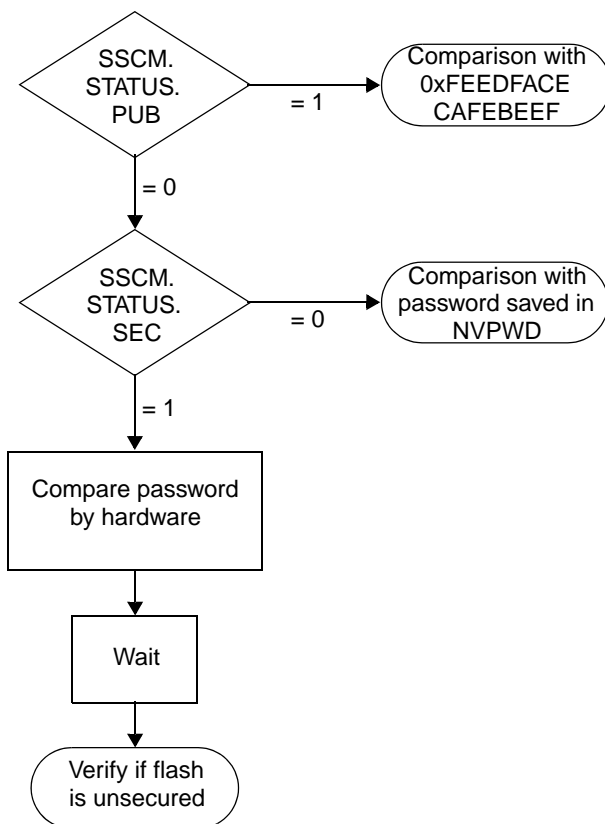 SSCM.
STATUS.
PUB
= 1
Comparison with
0xFEEDFACE
CAFEBEEF
= 0
SSCM.
STATUS.
SEC
= 0
Comparison with
password saved in
NVPWD
= 1
Compare password
by hardware
Wait
Verify if flash
is unsecured